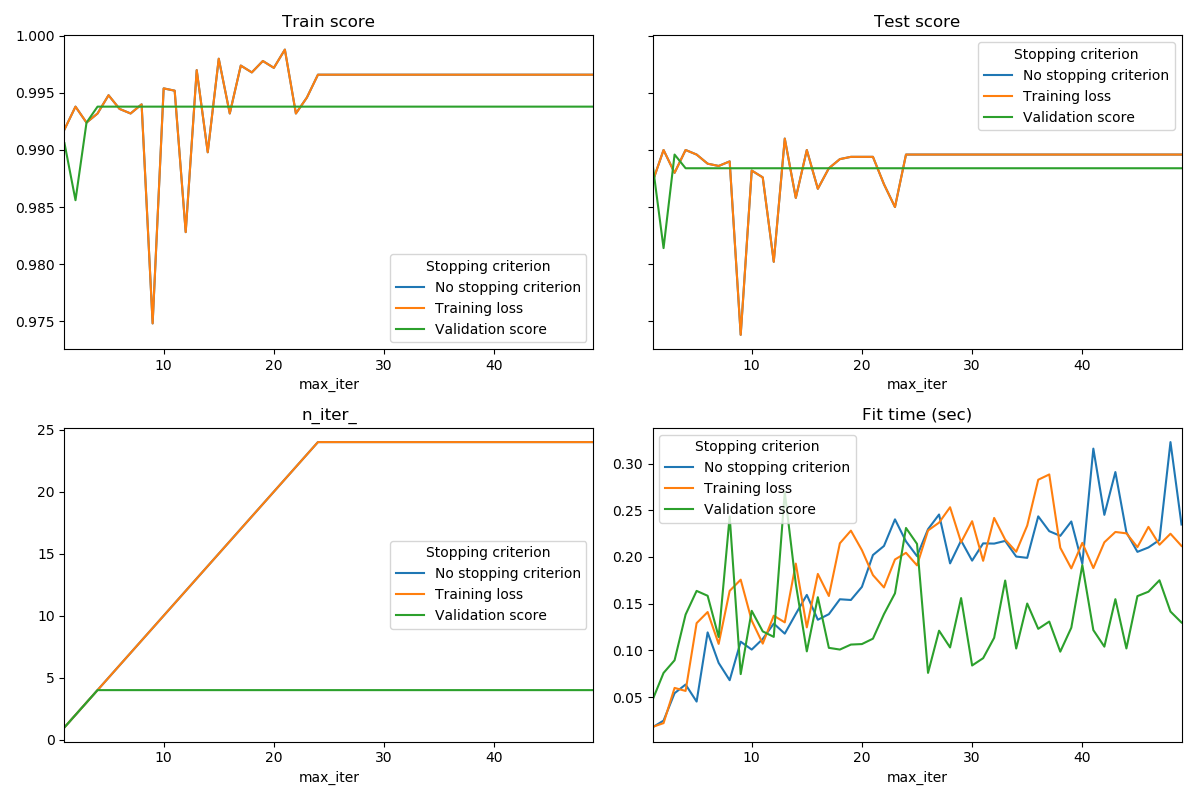 Train score
1.000
0.995
0.990
0.985
0.980
0.975
Stopping criterion
No stopping criterion
Training loss
Validation score
10
20
30
40
max_iter
Test score
Stopping criterion
No stopping criterion
Training loss
Validation score
10
20
30
40
max_iter
n_iter_
25
20
15
10
5
0
Stopping criterion
No stopping criterion
Training loss
Validation score
10
20
30
40
max_iter
Fit time (sec)
0.30
0.25
0.20
0.15
0.10
0.05
Stopping criterion
No stopping criterion
Training loss
Validation score
10
20
30
40
max_iter